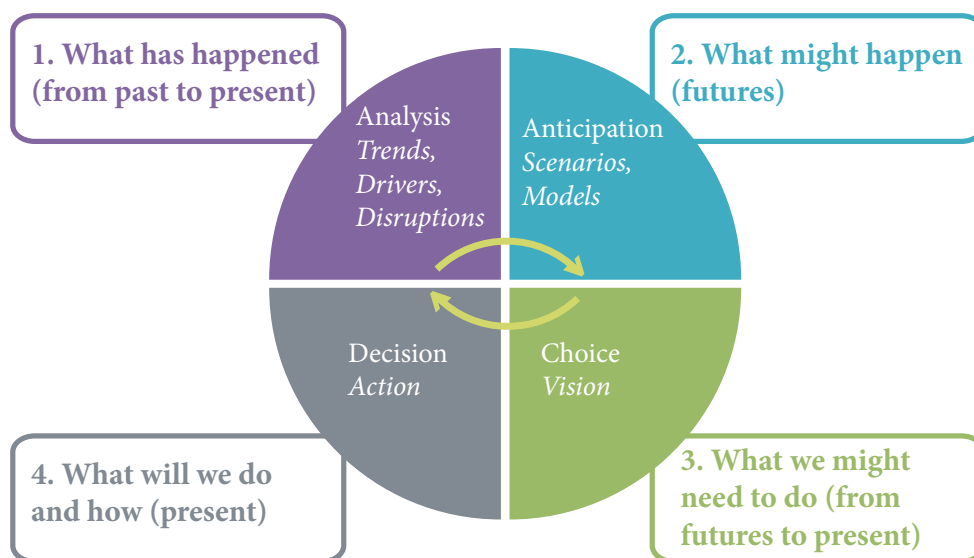 1. What has happened
(from past to present)
2. What might happen
(futures)
Analysis
Trends,
Drivers,
Disruptions
Anticipation
Scenarios,
Models
Decision
Action
Choice
Vision
4. What will we do
and how (present)
3. What we might
need to do (from
futures to present)